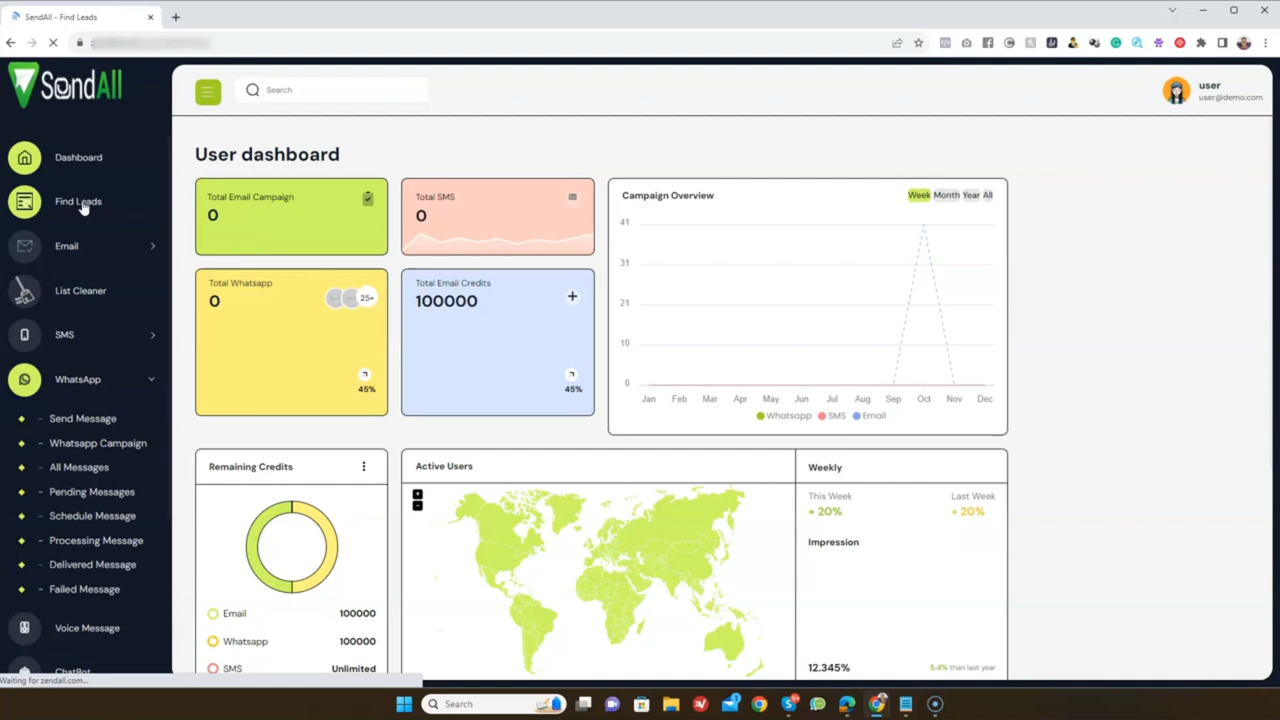 SendAll - Find Leads
SendAll
Search
user
user@demo.com
Dashboard
Find Leads
Email
List Cleaner
SMS
WhatsApp
- Send Message
- Whatsapp Campaign
- All Messages
- Pending Messages
- Schedule Message
- Processing Message
- Delivered Message
- Failed Message
Voice Message
ChatBot
User dashboard
Total Email Campaign
0
Total SMS
0
Total Whatsapp
0
25+
45%
Total Email Credits
100000
+
45%
Campaign Overview
Week Month Year All
41
31
21
10
0
Jan Feb Mar Apr May Jun Jul Aug Sep Oct Nov Dec
Whatsapp SMS Email
Remaining Credits
Email 100000
Whatsapp 100000
SMS Unlimited
Active Users
+
-
Weekly
This Week Last Week
+ 20% + 20%
Impression
12.345% 5.4% than last year
Waiting for zendall.com...
Search